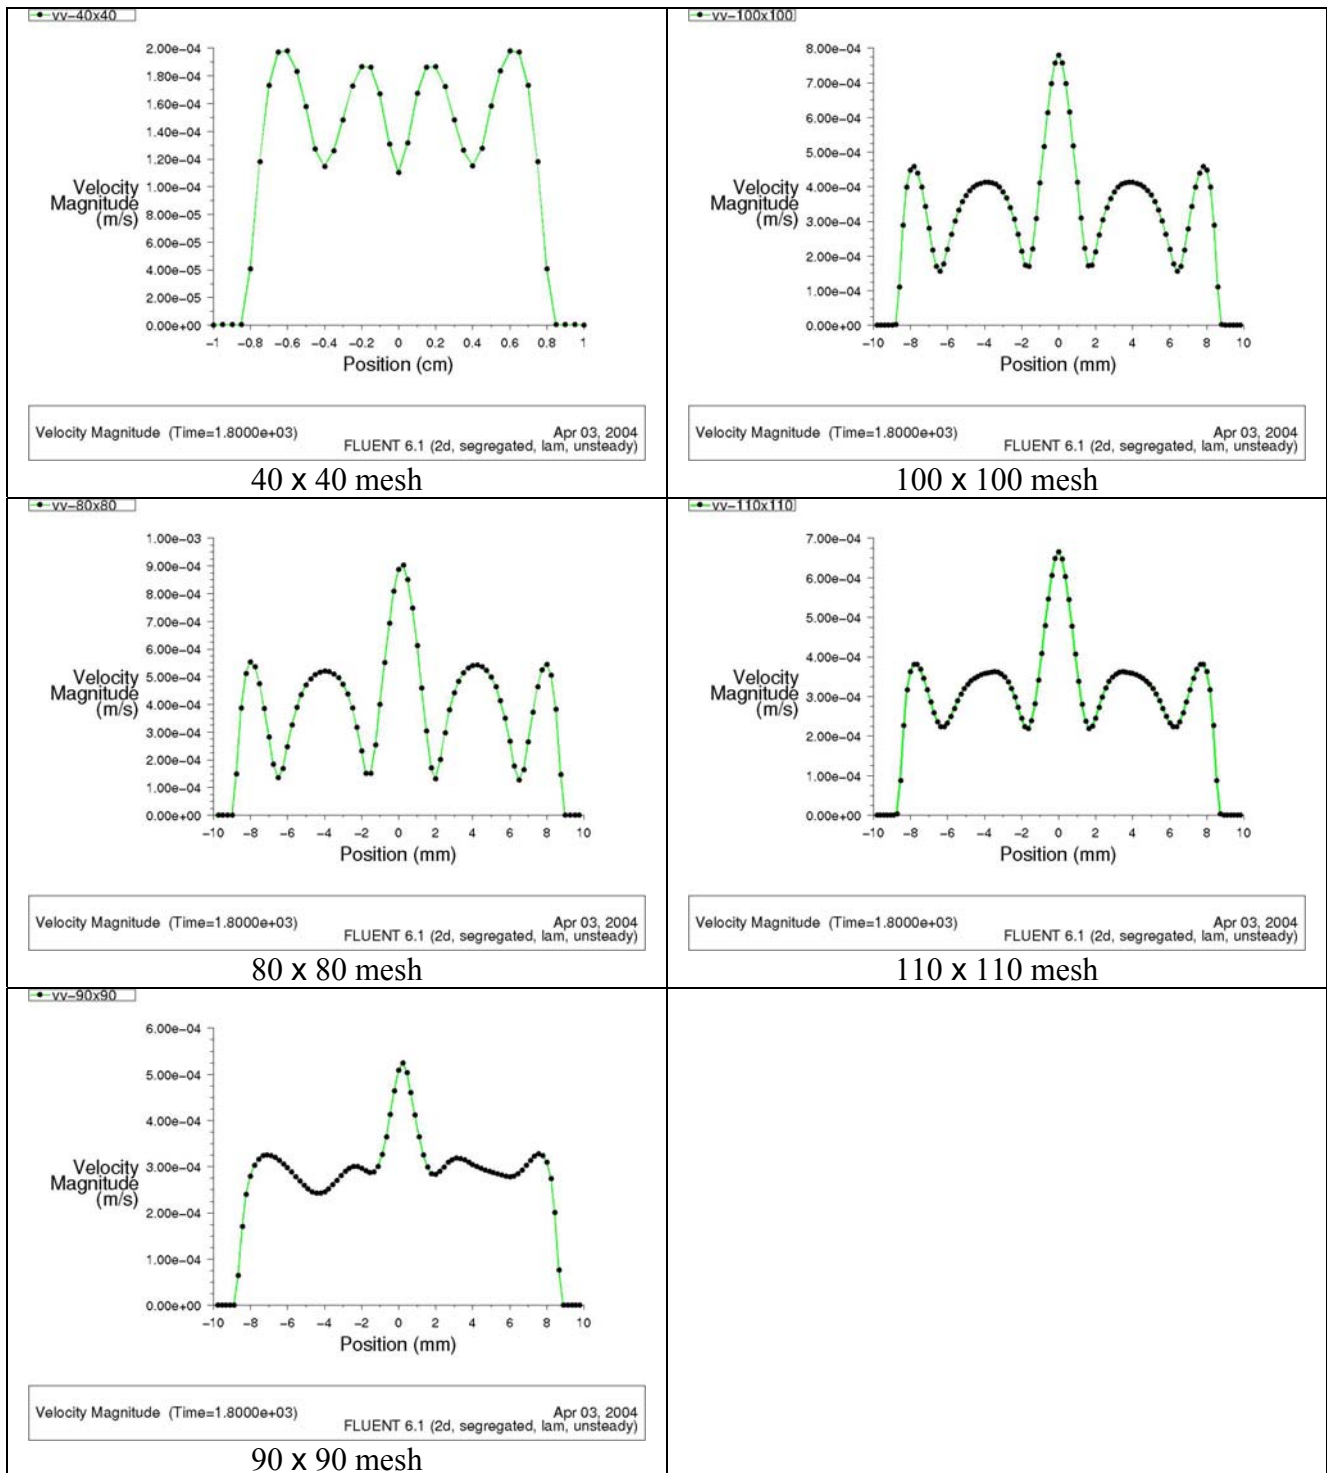 vv-40x40
2.00e-04
1.80e-04
1.60e-04
1.40e-04
1.20e-04
1.00e-04
8.00e-05
6.00e-05
4.00e-05
2.00e-05
0.00e+00
Velocity
Magnitude
(m/s)
-1 -0.8 -0.6 -0.4 -0.2 0 0.2 0.4 0.6 0.8 1
Position (cm)
Velocity Magnitude (Time=1.8000e+03) Apr 03, 2004
FLUENT 6.1 (2d, segregated, lam, unsteady)
40 x 40 mesh
vv-100x100
8.00e-04
7.00e-04
6.00e-04
5.00e-04
4.00e-04
3.00e-04
2.00e-04
1.00e-04
0.00e+00
Velocity
Magnitude
(m/s)
-10 -8 -6 -4 -2 0 2 4 6 8 10
Position (mm)
Velocity Magnitude (Time=1.8000e+03) Apr 03, 2004
FLUENT 6.1 (2d, segregated, lam, unsteady)
100 x 100 mesh
vv-80x80
1.00e-03
9.00e-04
8.00e-04
7.00e-04
6.00e-04
5.00e-04
4.00e-04
3.00e-04
2.00e-04
1.00e-04
0.00e+00
Velocity
Magnitude
(m/s)
-10 -8 -6 -4 -2 0 2 4 6 8 10
Position (mm)
Velocity Magnitude (Time=1.8000e+03) Apr 03, 2004
FLUENT 6.1 (2d, segregated, lam, unsteady)
80 x 80 mesh
vv-110x110
7.00e-04
6.00e-04
5.00e-04
4.00e-04
3.00e-04
2.00e-04
1.00e-04
0.00e+00
Velocity
Magnitude
(m/s)
-10 -8 -6 -4 -2 0 2 4 6 8 10
Position (mm)
Velocity Magnitude (Time=1.8000e+03) Apr 03, 2004
FLUENT 6.1 (2d, segregated, lam, unsteady)
110 x 110 mesh
vv-90x90
6.00e-04
5.00e-04
4.00e-04
3.00e-04
2.00e-04
1.00e-04
0.00e+00
Velocity
Magnitude
(m/s)
-10 -8 -6 -4 -2 0 2 4 6 8 10
Position (mm)
Velocity Magnitude (Time=1.8000e+03) Apr 03, 2004
FLUENT 6.1 (2d, segregated, lam, unsteady)
90 x 90 mesh